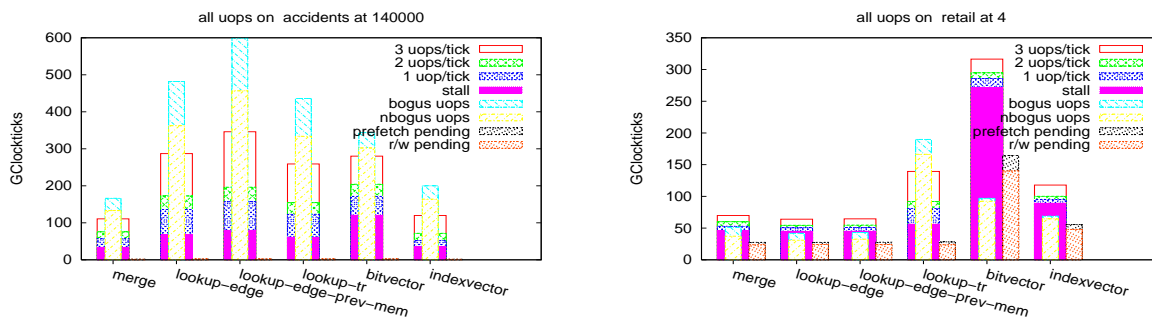 all uops on accidents at 140000
600
500
400
300
200
100
0
GClockticks
3 uops/tick
2 uops/tick
1 uop/tick
stall
bogus uops
nbogus uops
prefetch pending
r/w pending
merge
lookup-edge
lookup-edge-prev-mem
lookup-tr
bitvector
indexvector
all uops on retail at 4
350
300
250
200
150
100
50
0
GClockticks
3 uops/tick
2 uops/tick
1 uop/tick
stall
bogus uops
nbogus uops
prefetch pending
r/w pending
merge
lookup-edge
lookup-edge-prev-mem
lookup-tr
bitvector
indexvector